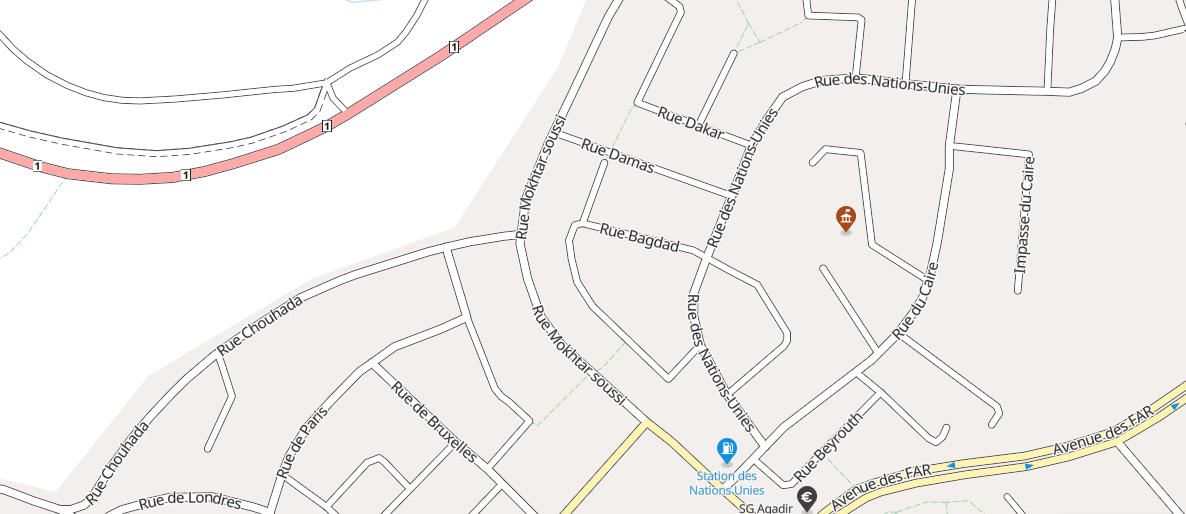 1
Rue des Nations-Unies
Rue Dakar
1
Rue Damas
1
1
Rue Mokhtar soussi
Rue des Nations-Unies
Impasse du Caire
Rue Bagdad
Rue du Caire
Rue Chouhada
Rue Mokhtar soussi
Rue des Nations-Unies
Rue de Bruxelles
Rue de Paris
Rue Chouhada
Rue Beyrouth
Avenue des FAR
Station des
Nations Unies
Avenue des FAR
Rue de Londres
€
SG Agadir